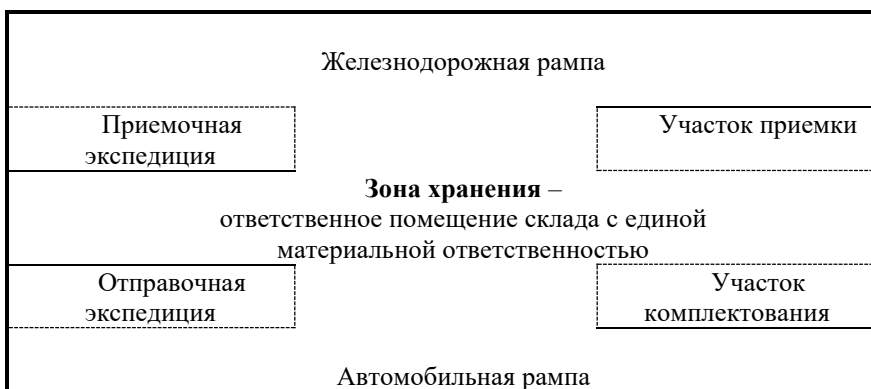 Железнодорожная рампа
Приемочная
экспедиция
Участок приемки
Зона хранения –
ответственное помещение склада с единой
материальной ответственностью
Отправочная
экспедиция
Участок
комплектования
Автомобильная рампа